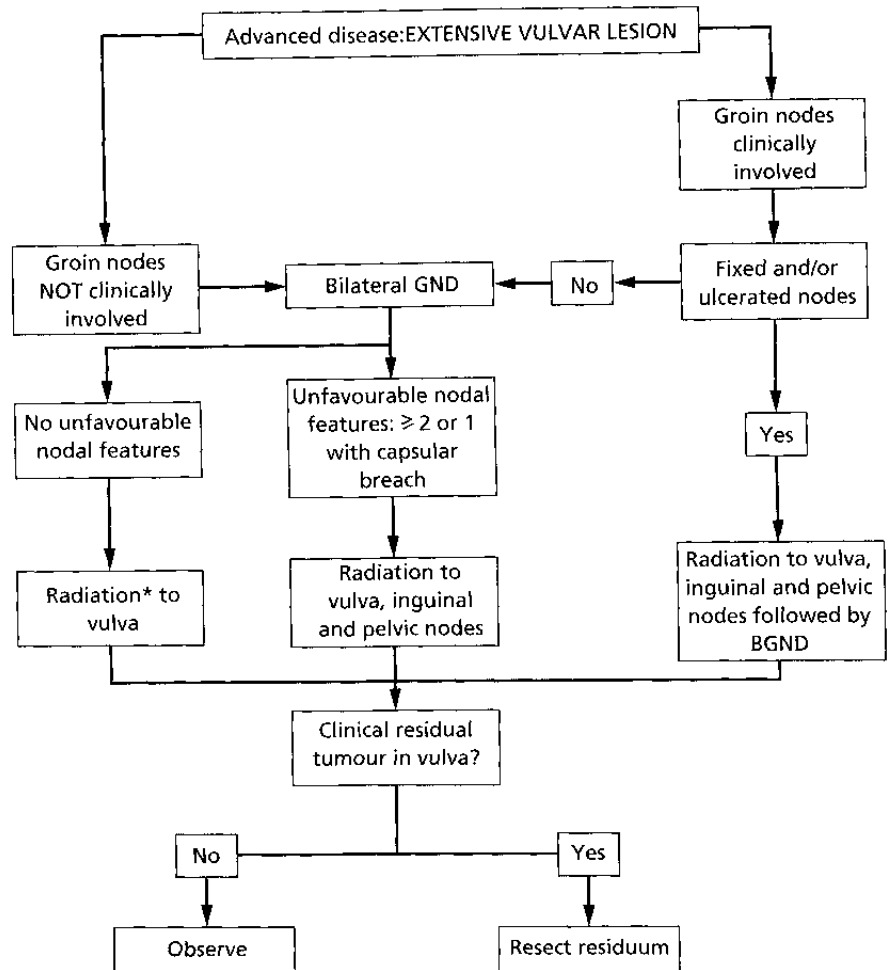 Advanced disease:EXTENSIVE VULVAR LESION
Groin nodes
clinically
involved
Groin nodes
NOT clinically
involved
Bilateral GND
No
Fixed and/or
ulcerated nodes
No unfavourable
nodal features
Unfavourable nodal
features: ⩾ 2 or 1
with capsular
breach
Yes
Radiation* to
vulva
Radiation to
vulva, inguinal
and pelvic nodes
Radiation to vulva,
inguinal and pelvic
nodes followed by
BGND
Clinical residual
tumour in vulva?
No
Yes
Observe
Resect residuum